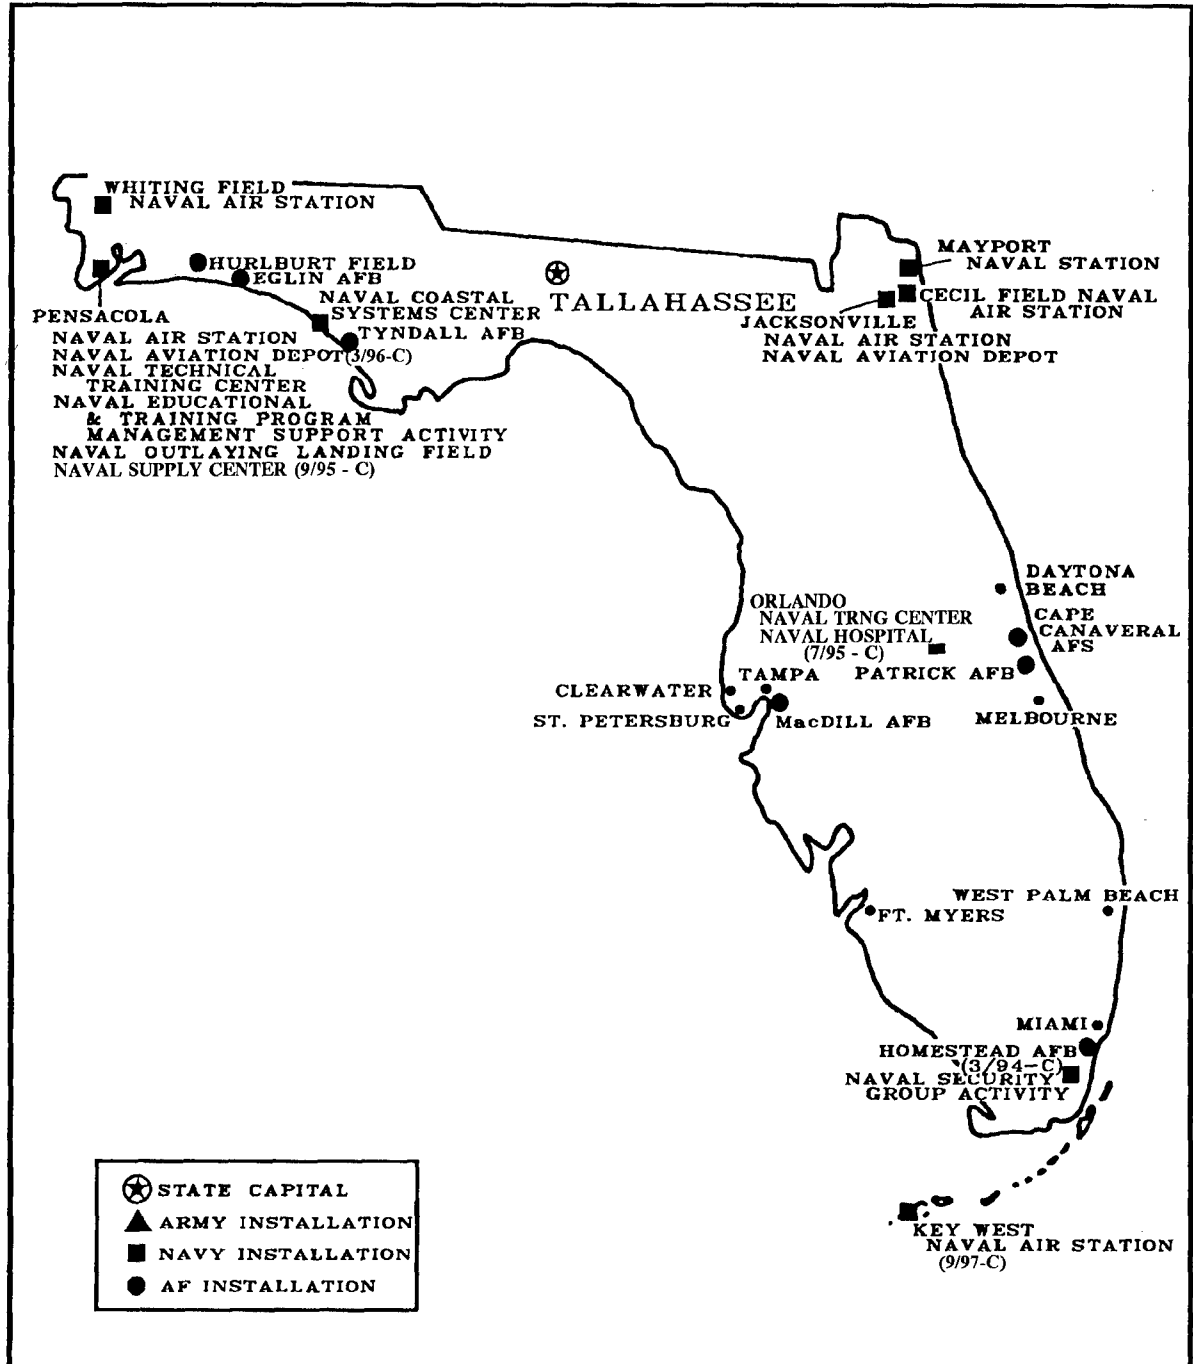 WHITING FIELD
NAVAL AIR STATION
HURLBURT FIELD
EGLIN AFB
NAVAL COASTAL
SYSTEMS CENTER
TYNDALL AFB
PENSACOLA
NAVAL AIR STATION
NAVAL AVIATION DEPOT(3/96-C)
NAVAL TECHNICAL
TRAINING CENTER
NAVAL EDUCATIONAL
& TRAINING PROGRAM
MANAGEMENT SUPPORT ACTIVITY
NAVAL OUTLAYING LANDING FIELD
NAVAL SUPPLY CENTER (9/95 - C)
TALLAHASSEE
MAYPORT
NAVAL STATION
CECIL FIELD NAVAL
AIR STATION
JACKSONVILLE
NAVAL AIR STATION
NAVAL AVIATION DEPOT
DAYTONA
BEACH
CAPE
CANAVERAL
AFS
ORLANDO
NAVAL TRNG CENTER
NAVAL HOSPITAL
(7/95 - C)
PATRICK AFB
MELBOURNE
TAMPA
CLEARWATER
ST. PETERSBURG
MacDILL AFB
WEST PALM BEACH
FT. MYERS
MIAMI
HOMESTEAD AFB
(3/94-C)
NAVAL SECURITY
GROUP ACTIVITY
KEY WEST
NAVAL AIR STATION
(9/97-C)
STATE CAPITAL
ARMY INSTALLATION
NAVY INSTALLATION
AF INSTALLATION